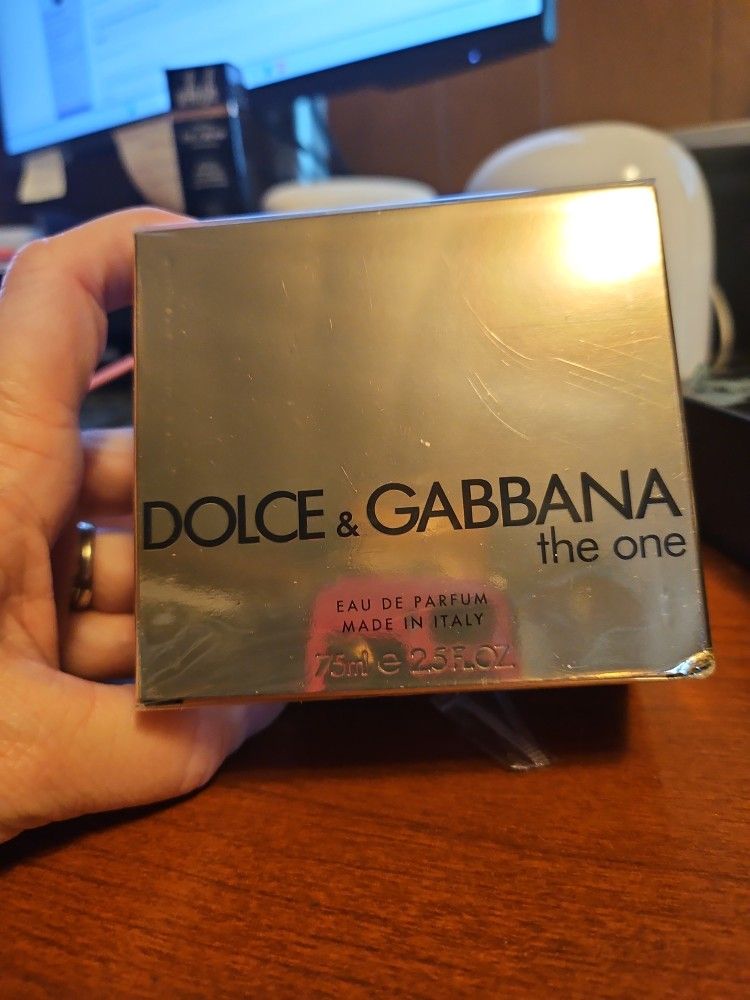 DOLCE & GABBANA
the one
EAU DE PARFUM
MADE IN ITALY
75ml e 2.5 FL.OZ.